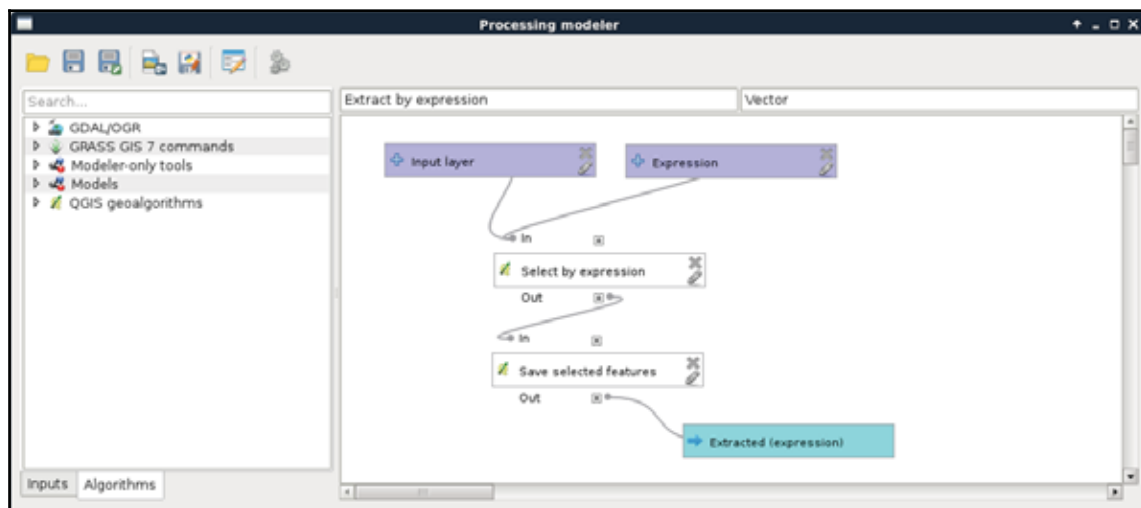 Processing modeler
Search...
Extract by expression
Vector
GDAL/OGR
GRASS GIS 7 commands
Modeler-only tools
Models
QGIS geoalgorithms
Input layer
Expression
In
Select by expression
Out
In
Save selected features
Out
Extracted (expression)
Inputs
Algorithms